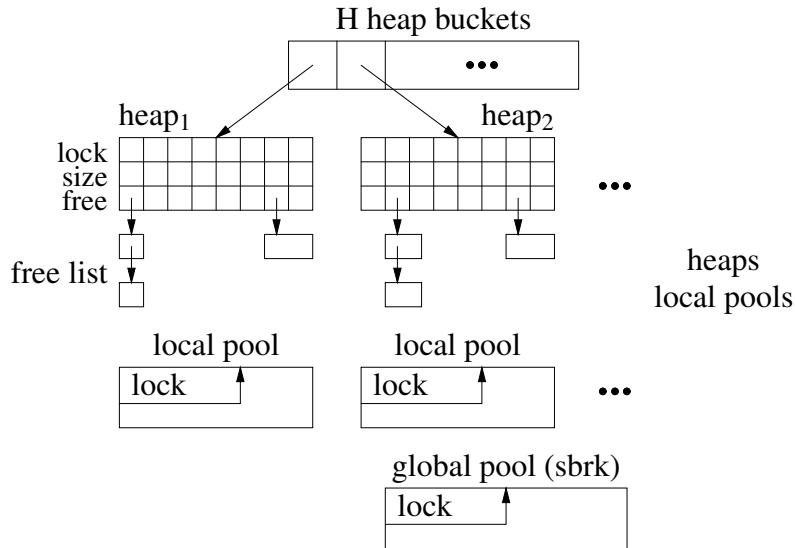 H heap buckets
•••
heap₁
heap₂
lock
size
free
•••
free list
heaps
local pools
local pool
local pool
lock
lock
•••
global pool (sbrk)
lock